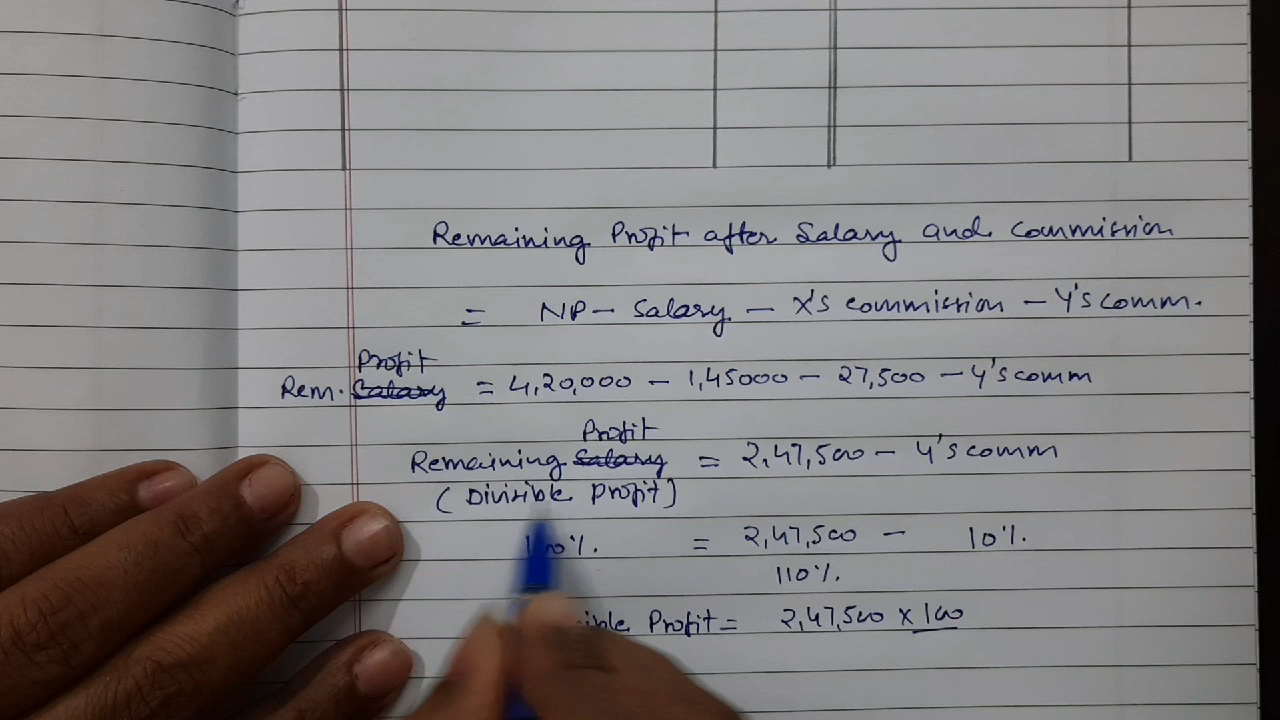 Remaining Profit after Salary and Commission
= NP - Salary - X's commission - Y's comm.
Profit
Rem. Salary = 4,20,000 - 1,45000 - 27,500 - Y's comm
Profit
Remaining Salary = 2,47,500 - Y's comm
(Divisible Profit)
100%. = 2,47,500 - 10%.
110%.
Profit = 2,47,500 x 100